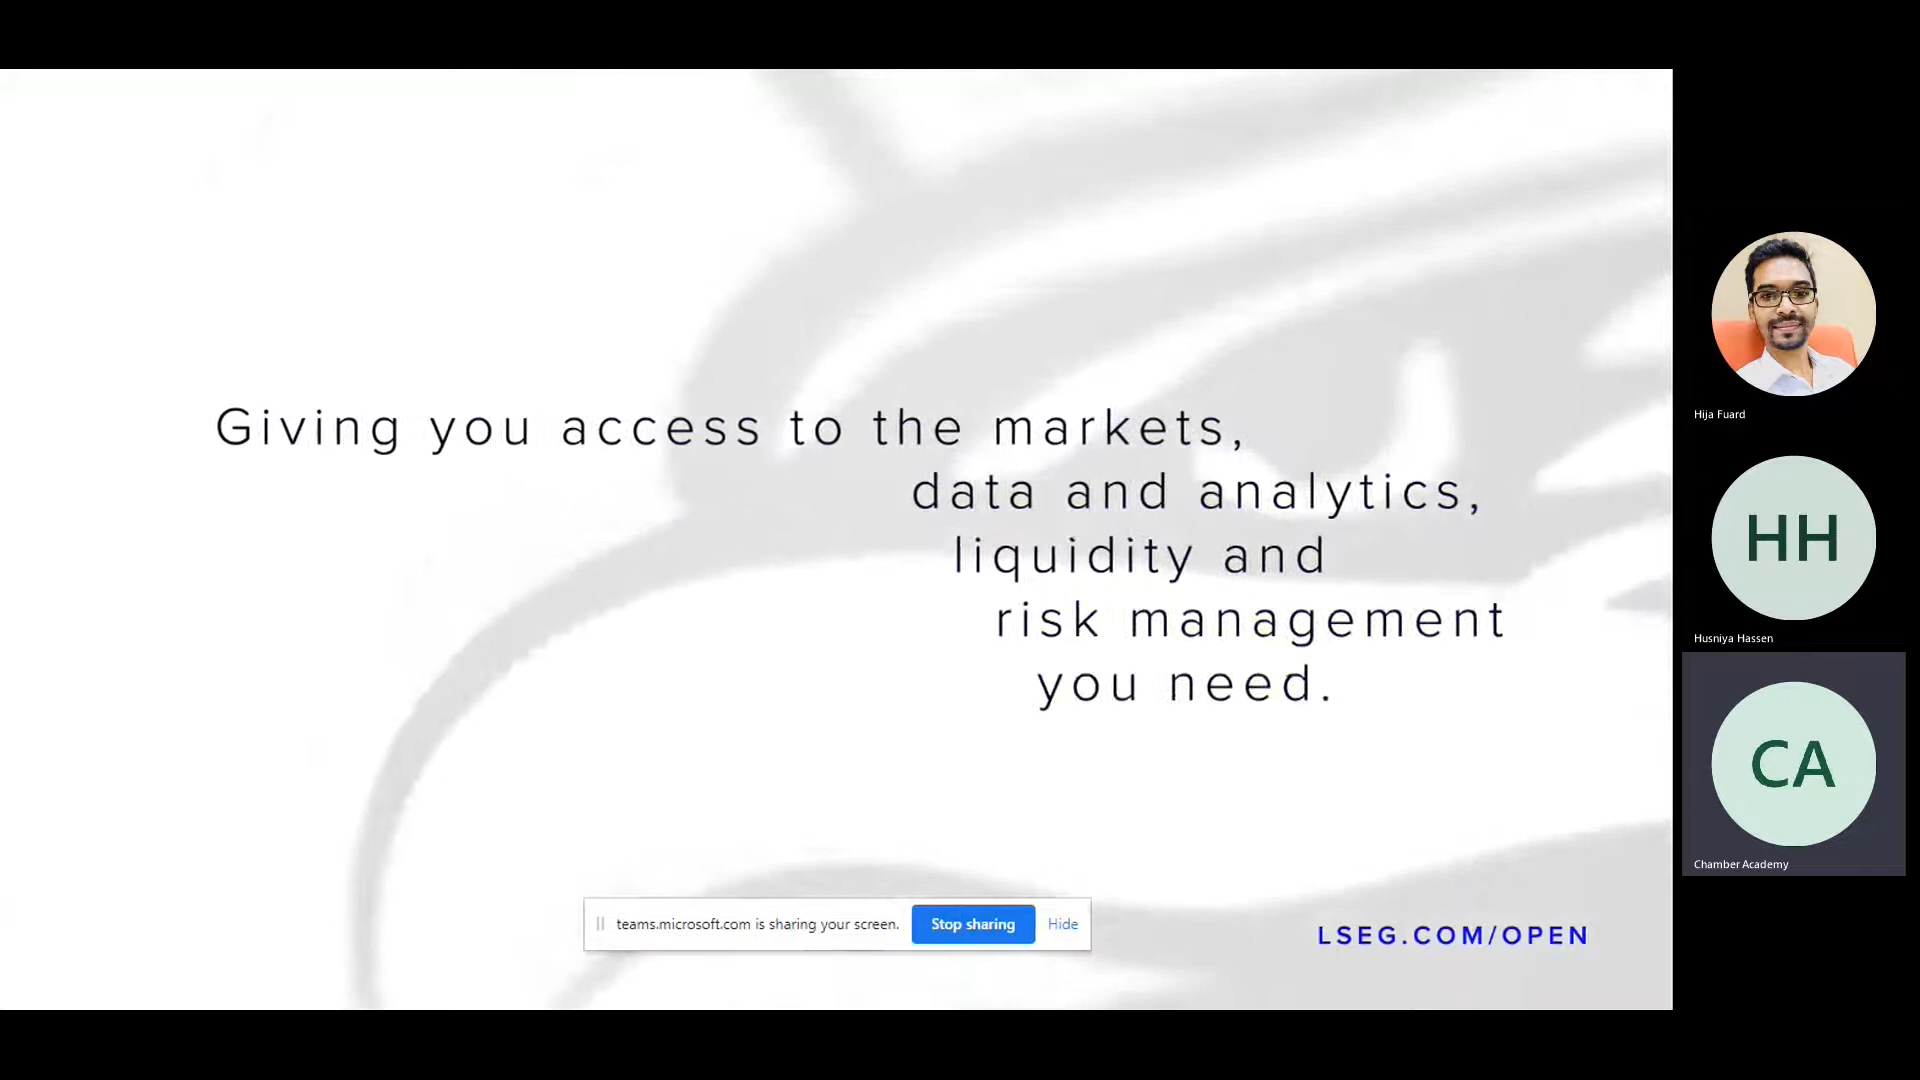 Giving you access to the markets,
data and analytics,
liquidity and
risk management
you need.
teams.microsoft.com is sharing your screen.
Stop sharing
Hide
LSEG.COM/OPEN
Hija Fuard
HH
Husniya Hassen
CA
Chamber Academy